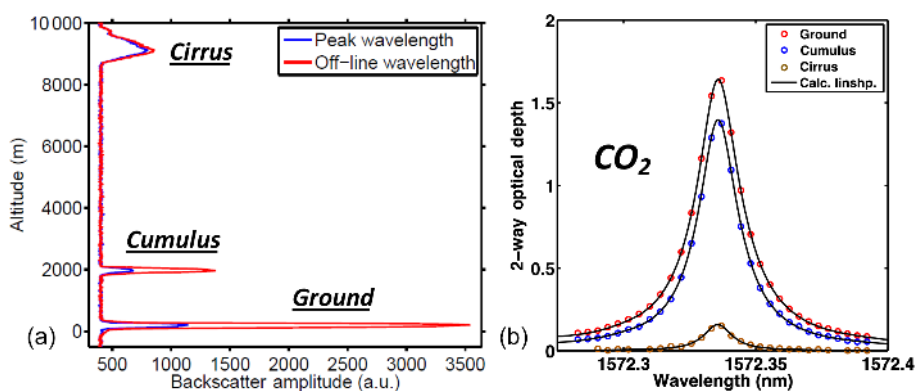 10000
8000
6000
4000
2000
0
Altitude (m)
500 1000 1500 2000 2500 3000 3500
Backscatter amplitude (a.u.)
Peak wavelength
Off-line wavelength
Cirrus
Cumulus
Ground
(a)
2
1.5
1
0.5
0
2-way optical depth
1572.3 1572.35 1572.4
Wavelength (nm)
Ground
Cumulus
Cirrus
Calc. linshp.
CO2
(b)